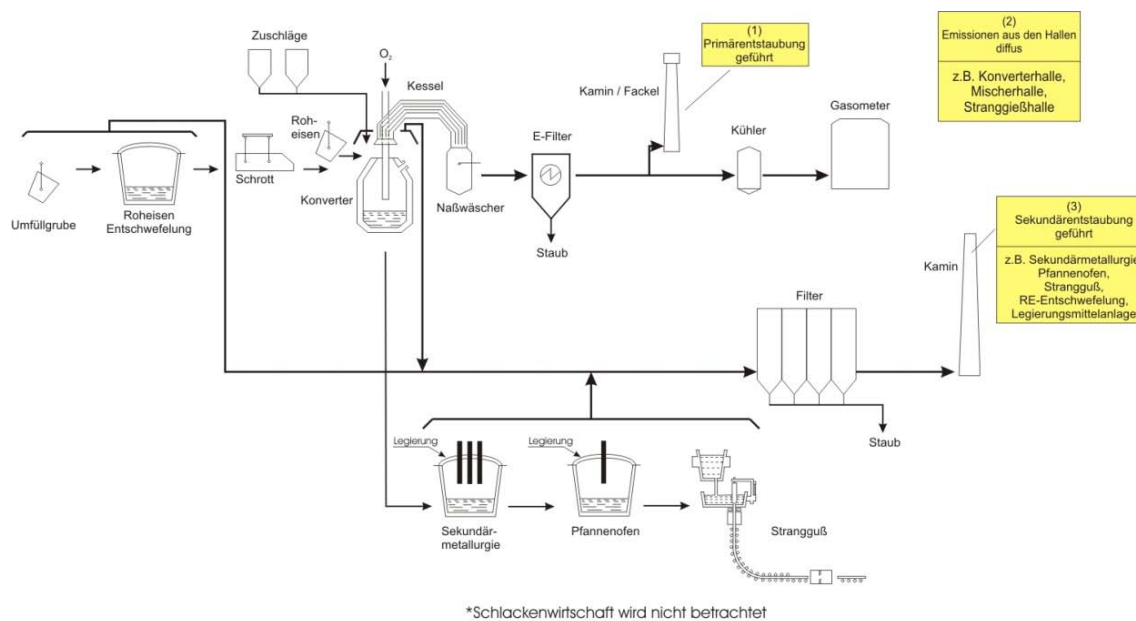 Zuschläge
O₂
Kessel
(1)
Primärentstaubung
geführt
(2)
Emissionen aus den Hallen
diffus
z.B. Konverterhalle,
Mischerhalle,
Stranggießhalle
Kamin / Fackel
Gasometer
Roh-
eisen
E-Filter
Kühler
Schrott
Konverter
Naßwäscher
Umfüllgrube
Roheisen
Entschwefelung
Staub
(3)
Sekundärentstaubung
geführt
z.B. Sekundärmetallurgie
Pfannenofen,
Strangguß,
RE-Entschwefelung,
Legierungsmittelanlage
Kamin
Filter
Staub
Legierung
Legierung
Sekundär-
metallurgie
Pfannenofen
Strangguß
*Schlackenwirtschaft wird nicht betrachtet